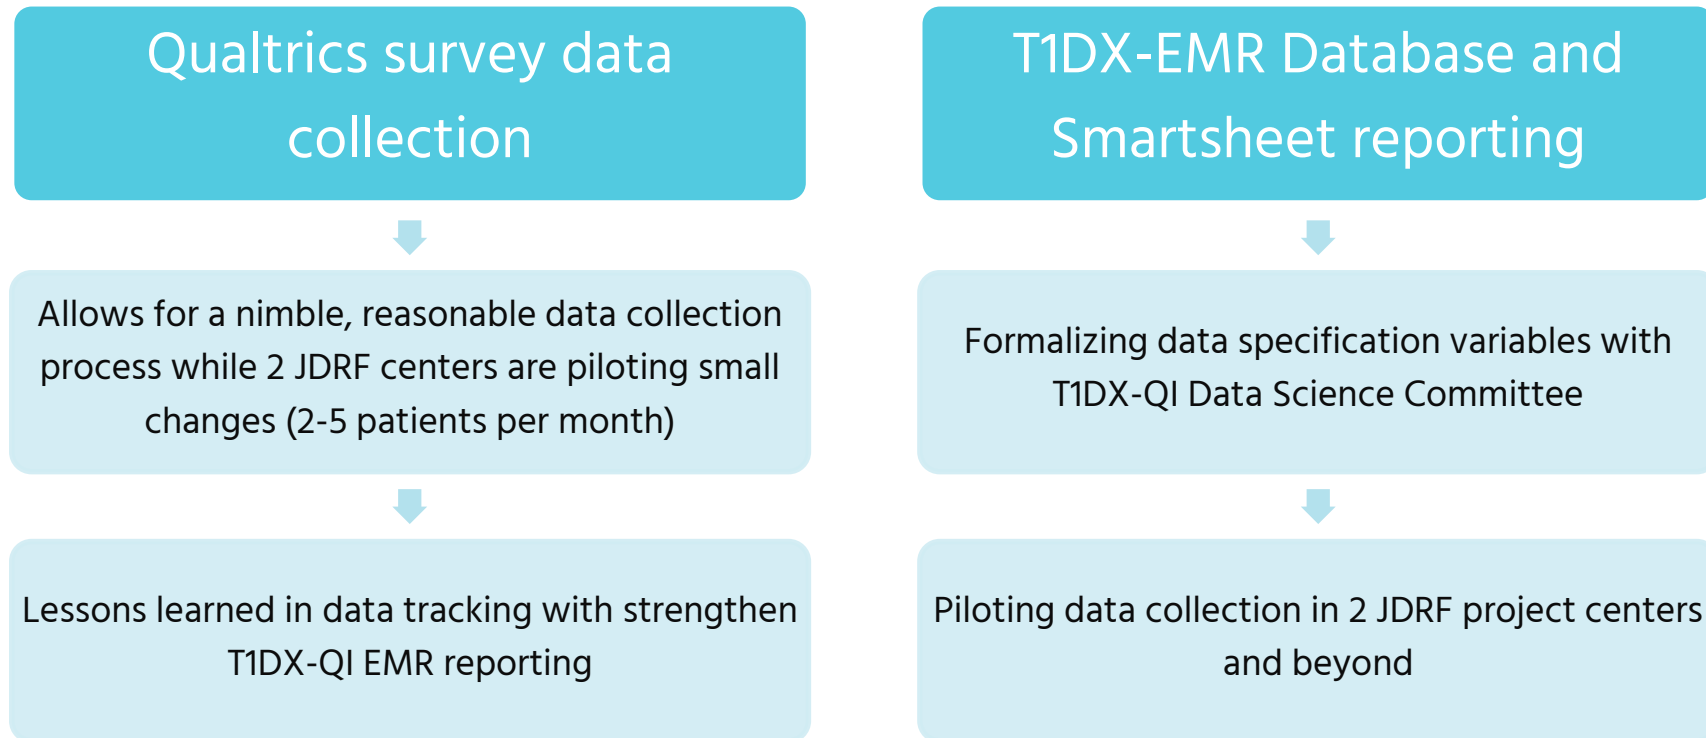 Qualtrics survey data
collection
Allows for a nimble, reasonable data collection
process while 2 JDRF centers are piloting small
changes (2-5 patients per month)
Lessons learned in data tracking with strengthen
T1DX-QI EMR reporting
T1DX-EMR Database and
Smartsheet reporting
Formalizing data specification variables with
T1DX-QI Data Science Committee
Piloting data collection in 2 JDRF project centers
and beyond